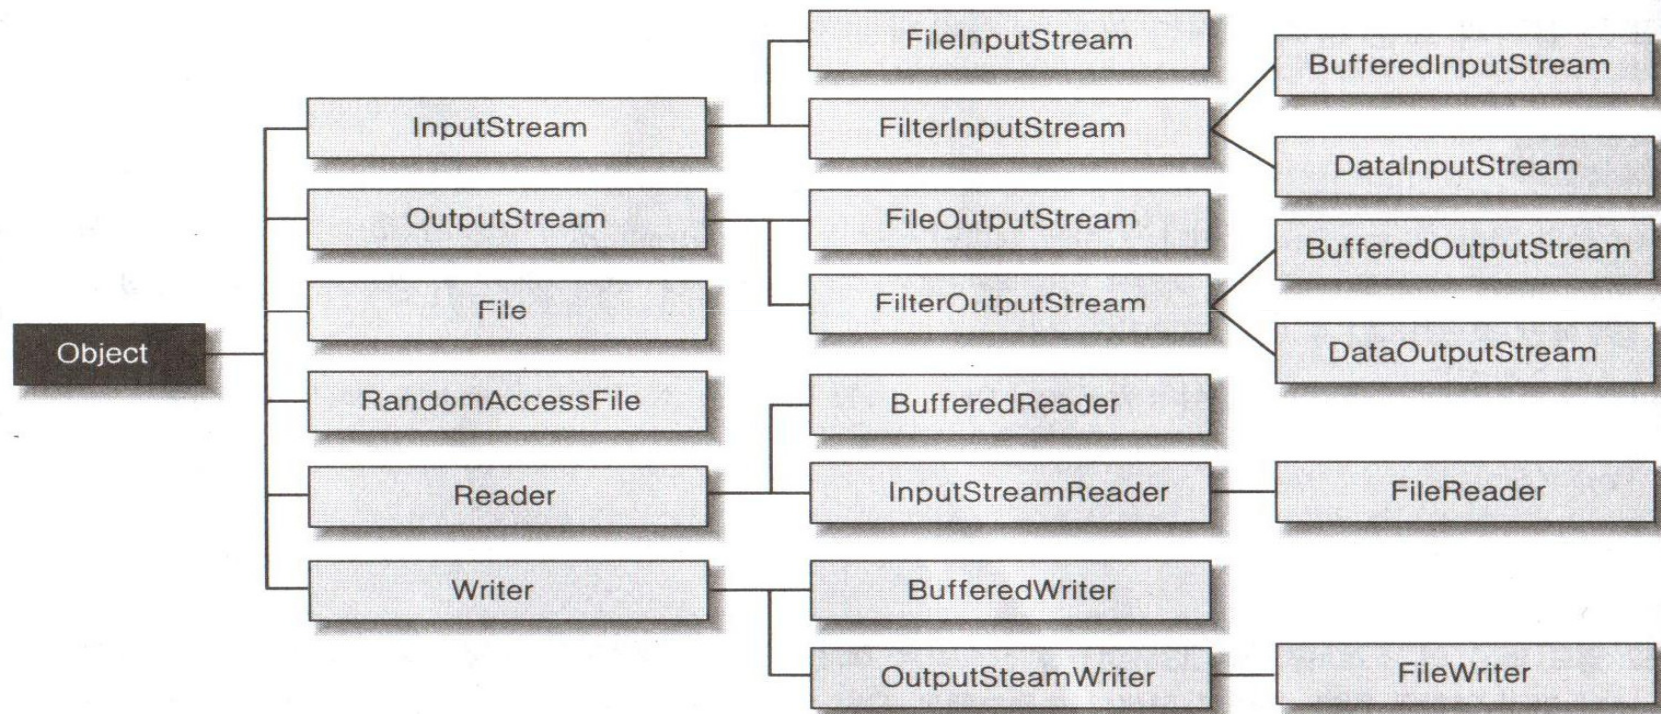 Object
InputStream
OutputStream
File
RandomAccessFile
Reader
Writer
FileInputStream
FilterInputStream
FileOutputStream
FilterOutputStream
BufferedReader
InputStreamReader
BufferedWriter
OutputSteamWriter
BufferedInputStream
DataInputStream
BufferedOutputStream
DataOutputStream
FileReader
FileWriter